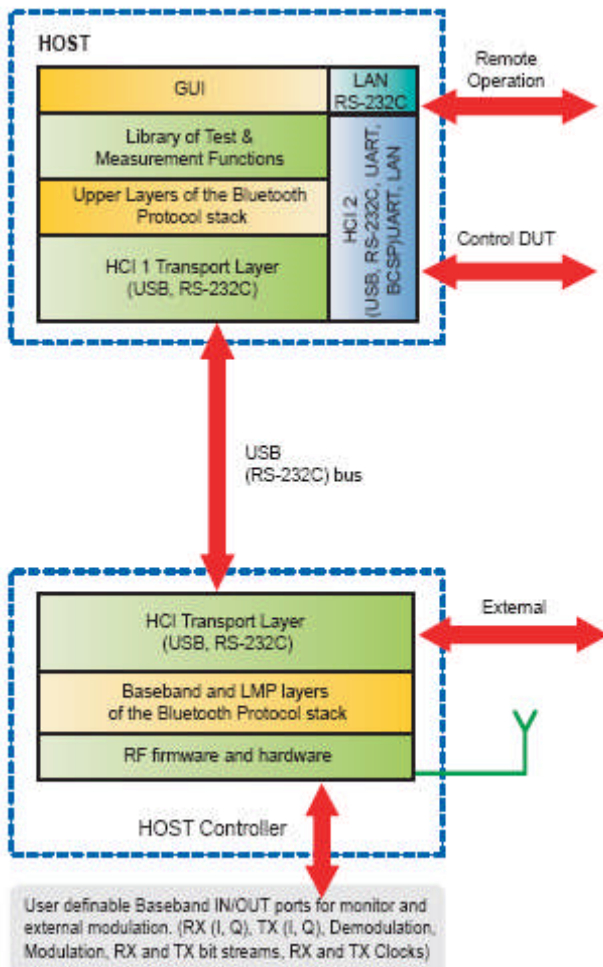 HOST
GUI
LAN
RS-232C
Remote
Operation
Library of Test &
Measurement Functions
Upper Layers of the Bluetooth
Protocol stack
HCI 1 Transport Layer
(USB, RS-232C)
HCI 2
(USB, RS-232C, UART,
BCSP)UART, LAN
Control DUT
USB
(RS-232C) bus
HCI Transport Layer
(USB, RS-232C)
External
Baseband and LMP layers
of the Bluetooth Protocol stack
RF firmware and hardware
HOST Controller
User definable Baseband IN/OUT ports for monitor and
external modulation. (RX (I, Q), TX (I, Q), Demodulation,
Modulation, RX and TX bit streams, RX and TX Clocks)